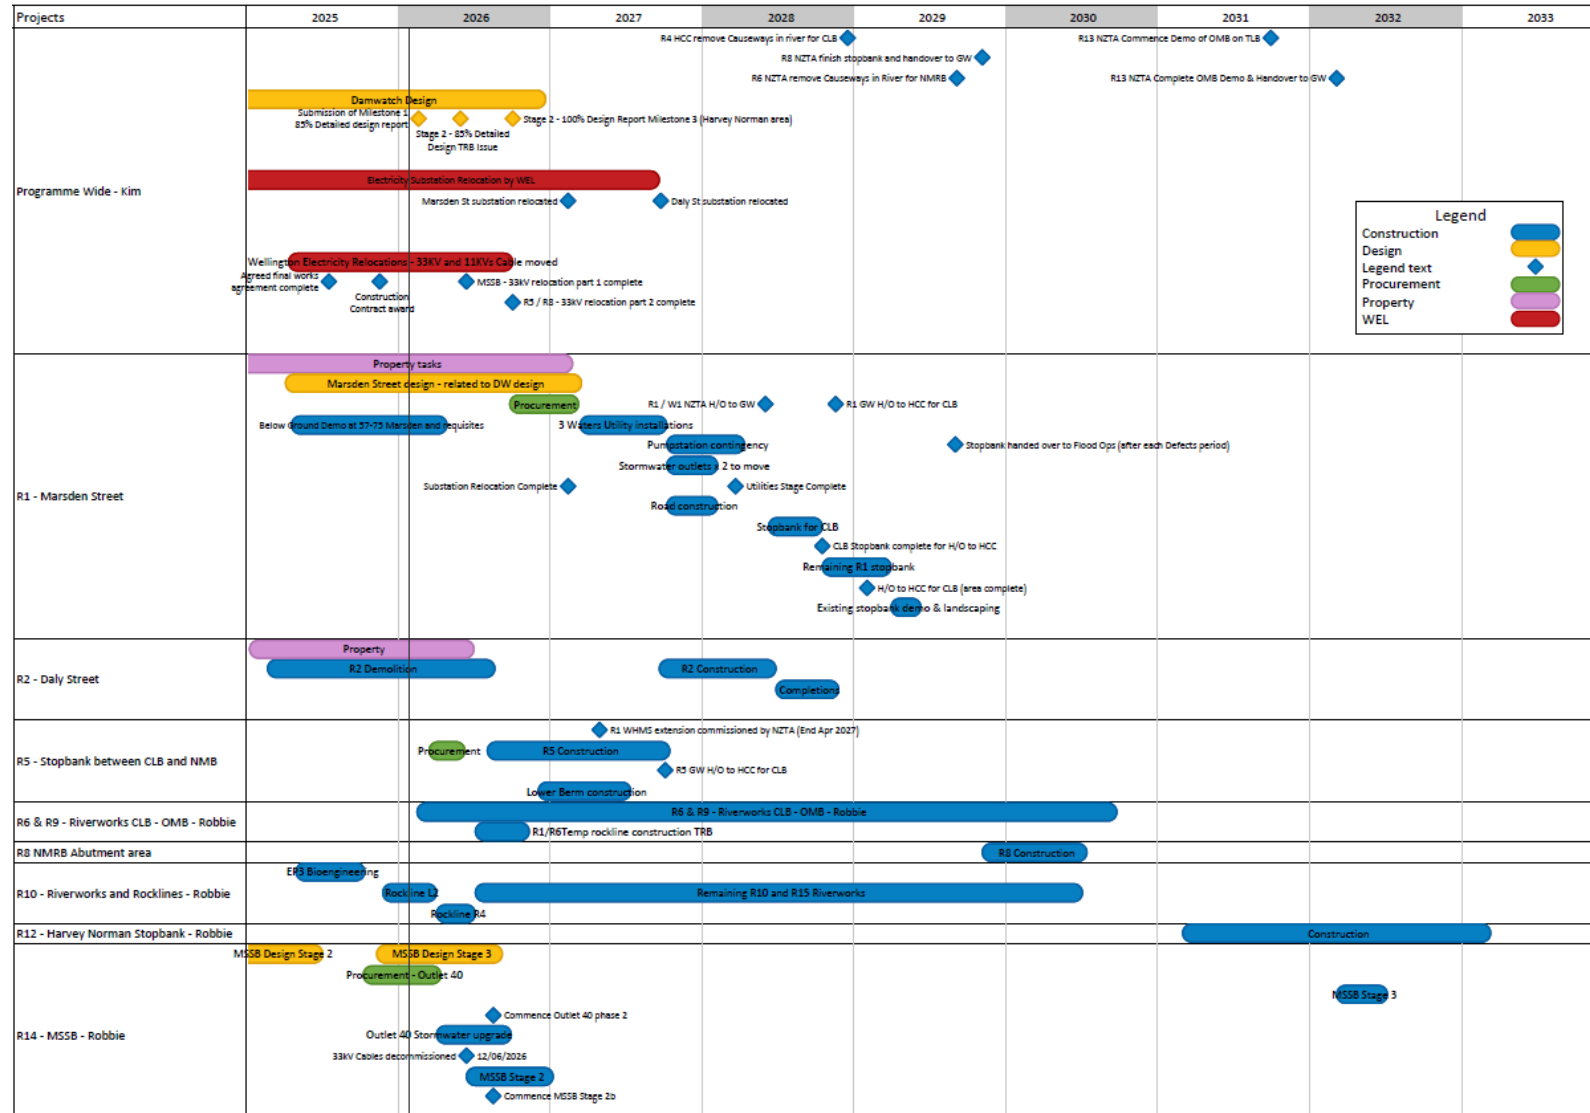 Projects 2025 2026 2027 2028 2029 2030 2031 2032 2033
R4 HCC remove Causeways in river for CLB
R13 NZTA Commence Demo of OMB on TLB
R8 NZTA finish stopbank and handover to GW
R6 NZTA remove Causeways in River for NMRB
R13 NZTA Complete OMB Demo & Handover to GW
Damwatch Design
Submission of Milestone 1
85% Detailed design report
Stage 2 - 100% Design Report Milestone 3 (Harvey Norman area)
Stage 2 - 85% Detailed
Design TRB Issue
Programme Wide - Kim
Electricity Substation Relocation by WEL
Marsden St substation relocated
Daly St substation relocated
Legend
Construction
Design
Legend text
Procurement
Property
WEL
Wellington Electricity Relocations - 33KV and 11KVs Cable moved
Agreed final works
agreement complete
Construction
Contract award
MSSB - 33kV relocation part 1 complete
R5 / R8 - 33kV relocation part 2 complete
R1 - Marsden Street
Property tasks
Marsden Street design - related to DW design
Procurement
R1 / W1 NZTA H/O to GW
R1 GW H/O to HCC for CLB
Below Ground Demo at 57-75 Marsden and requisites
3 Waters Utility installations
Pumpstation contingency
Stopbank handed over to Flood Ops (after each Defects period)
Stormwater outlets x 2 to move
Substation Relocation Complete
Utilities Stage Complete
Road construction
Stopbank for CLB
CLB Stopbank complete for H/O to HCC
Remaining R1 stopbank
H/O to HCC for CLB (area complete)
Existing stopbank demo & landscaping
R2 - Daly Street
Property
R2 Demolition
R2 Construction
Completions
R5 - Stopbank between CLB and NMB
R1 WHMS extension commissioned by NZTA (End Apr 2027)
Procurement
R5 Construction
R5 GW H/O to HCC for CLB
Lower Berm construction
R6 & R9 - Riverworks CLB - OMB - Robbie
R6 & R9 - Riverworks CLB - OMB - Robbie
R1/R6Temp rockline construction TRB
R8 NMRB Abutment area
R8 Construction
R10 - Riverworks and Rocklines - Robbie
EP3 Bioengineering
Rockline L2
Remaining R10 and R15 Riverworks
Rockline R4
R12 - Harvey Norman Stopbank - Robbie
Construction
R14 - MSSB - Robbie
MSSB Design Stage 2
MSSB Design Stage 3
Procurement - Outlet 40
MSSB Stage 3
Commence Outlet 40 phase 2
Outlet 40 Stormwater upgrade
33kV Cables decommissioned
12/06/2026
MSSB Stage 2
Commence MSSB Stage 2b